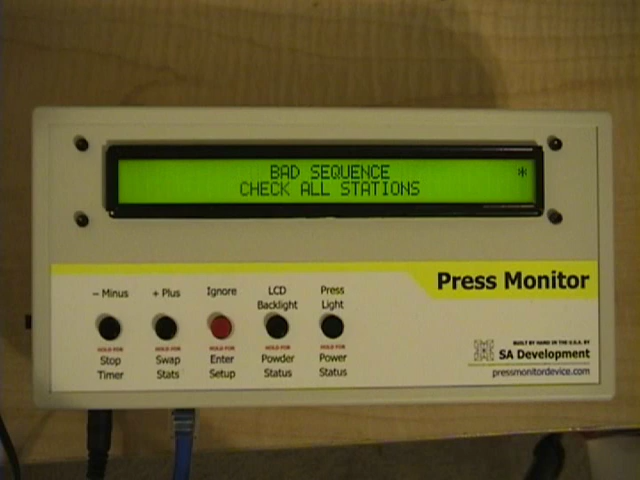 BAD SEQUENCE *
CHECK ALL STATIONS
Press Monitor
– Minus
+ Plus
Ignore
LCD
Backlight
Press
Light
HOLD FOR
Stop
Timer
HOLD FOR
Swap
Stats
HOLD FOR
Enter
Setup
HOLD FOR
Powder
Status
HOLD FOR
Power
Status
BUILT BY HAND IN THE U.S.A. BY
SA Development
pressmonitordevice.com